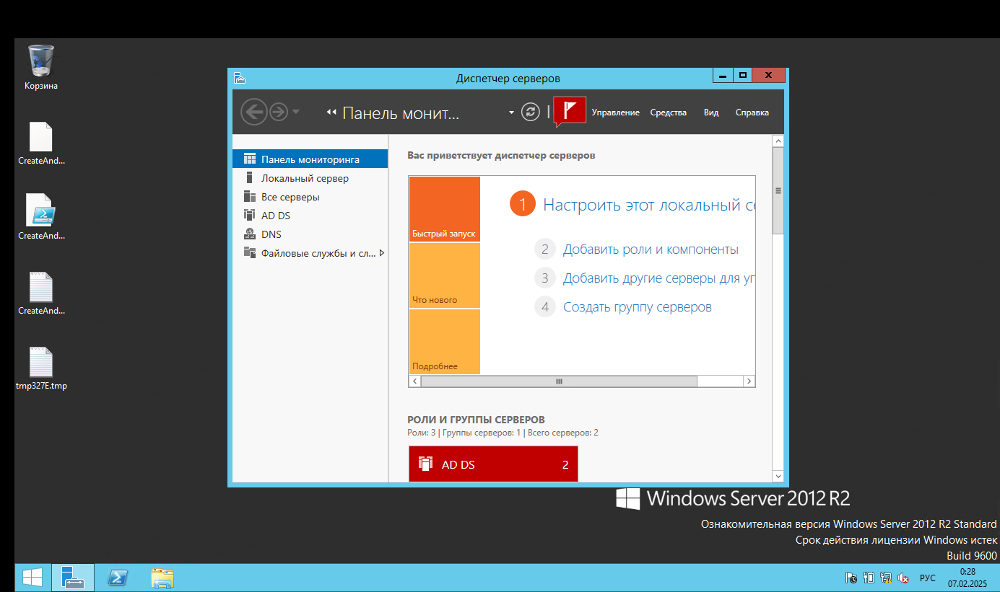 Корзина
CreateAnd...
CreateAnd...
CreateAnd...
tmp327E.tmp
Диспетчер серверов
Панель монит...
Управление
Средства
Вид
Справка
Панель мониторинга
Локальный сервер
Все серверы
AD DS
DNS
Файловые службы и сл...
Вас приветствует диспетчер серверов
Быстрый запуск
Что нового
Подробнее
1 Настроить этот локальный се
2 Добавить роли и компоненты
3 Добавить другие серверы для уп
4 Создать группу серверов
РОЛИ И ГРУППЫ СЕРВЕРОВ
Роли: 3 | Группы серверов: 1 | Всего серверов: 2
AD DS 2
Windows Server 2012 R2
Ознакомительная версия Windows Server 2012 R2 Standard
Срок действия лицензии Windows истек
Build 9600
РУС
0:28
07.02.2025